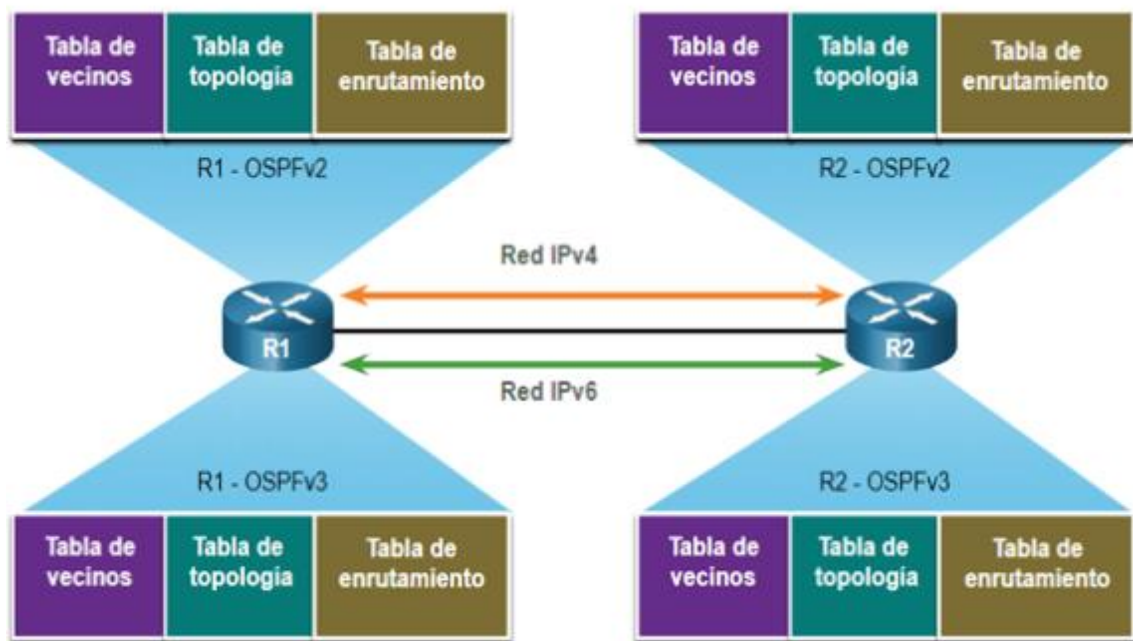 Tabla de
vecinos
Tabla de
topología
Tabla de
enrutamiento
Tabla de
vecinos
Tabla de
topología
Tabla de
enrutamiento
R1 - OSPFv2
R2 - OSPFv2
Red IPv4
R1
R2
Red IPv6
R1 - OSPFv3
R2 - OSPFv3
Tabla de
vecinos
Tabla de
topología
Tabla de
enrutamiento
Tabla de
vecinos
Tabla de
topología
Tabla de
enrutamiento